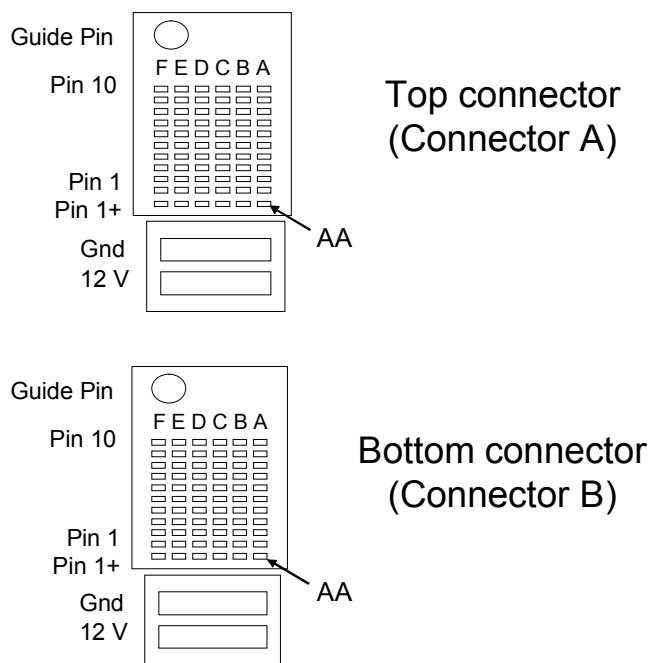 Guide Pin
F E D C B A
Pin 10
Top connector
(Connector A)
Pin 1
Pin 1+
AA
Gnd
12 V
Guide Pin
F E D C B A
Pin 10
Bottom connector
(Connector B)
Pin 1
Pin 1+
AA
Gnd
12 V